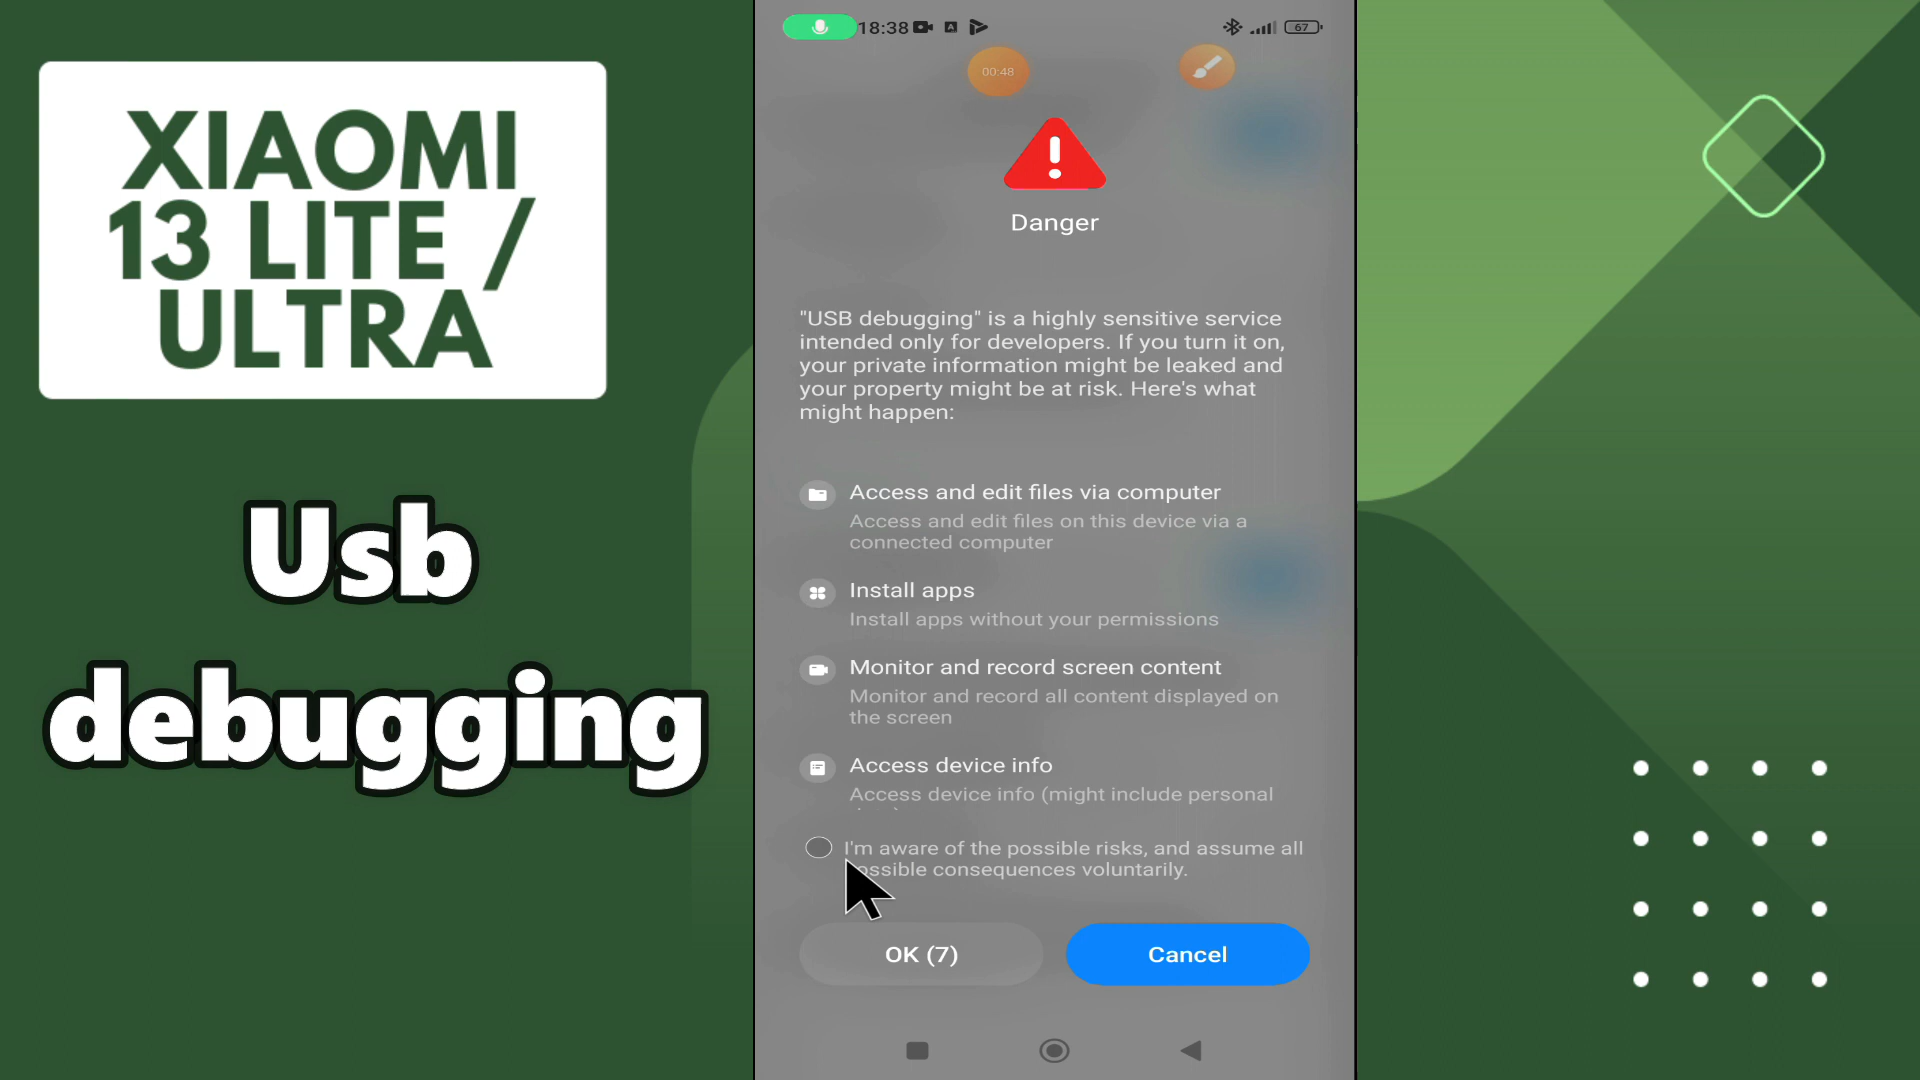 XIAOMI
13 LITE /
ULTRA
Usb
debugging
18:38
67
00:48
Danger
"USB debugging" is a highly sensitive service
intended only for developers. If you turn it on,
your private information might be leaked and
your property might be at risk. Here's what
might happen:
Access and edit files via computer
Access and edit files on this device via a
connected computer
Install apps
Install apps without your permissions
Monitor and record screen content
Monitor and record all content displayed on
the screen
Access device info
Access device info (might include personal
I'm aware of the possible risks, and assume all
possible consequences voluntarily.
OK (7)
Cancel